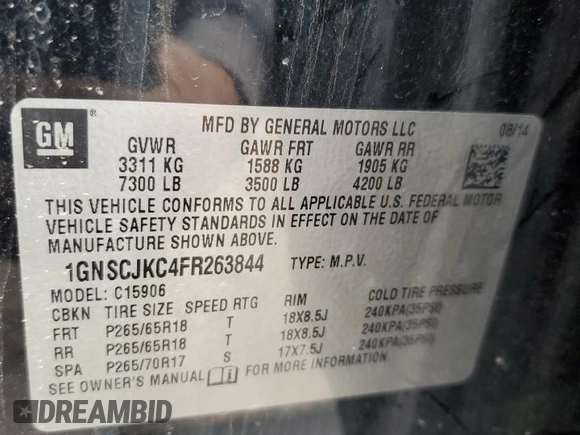 GM ®
MFD BY GENERAL MOTORS LLC 08/14
GVWR GAWR FRT GAWR RR
3311 KG 1588 KG 1905 KG
7300 LB 3500 LB 4200 LB
THIS VEHICLE CONFORMS TO ALL APPLICABLE U.S. FEDERAL MOTOR
VEHICLE SAFETY STANDARDS IN EFFECT ON THE DATE OF
MANUFACTURE SHOWN ABOVE.
1GNSCJKC4FR263844 TYPE: M.P.V.
MODEL: C15906
CBKN TIRE SIZE SPEED RTG RIM COLD TIRE PRESSURE
FRT P265/65R18 T 18X8.5J 240KPA(35PSI)
RR P265/65R18 T 18X8.5J 240KPA(35PSI)
SPA P265/70R17 S 17X7.5J 240KPA(35PSI)
SEE OWNER'S MANUAL FOR MORE INFORMATION.
DREAMBID